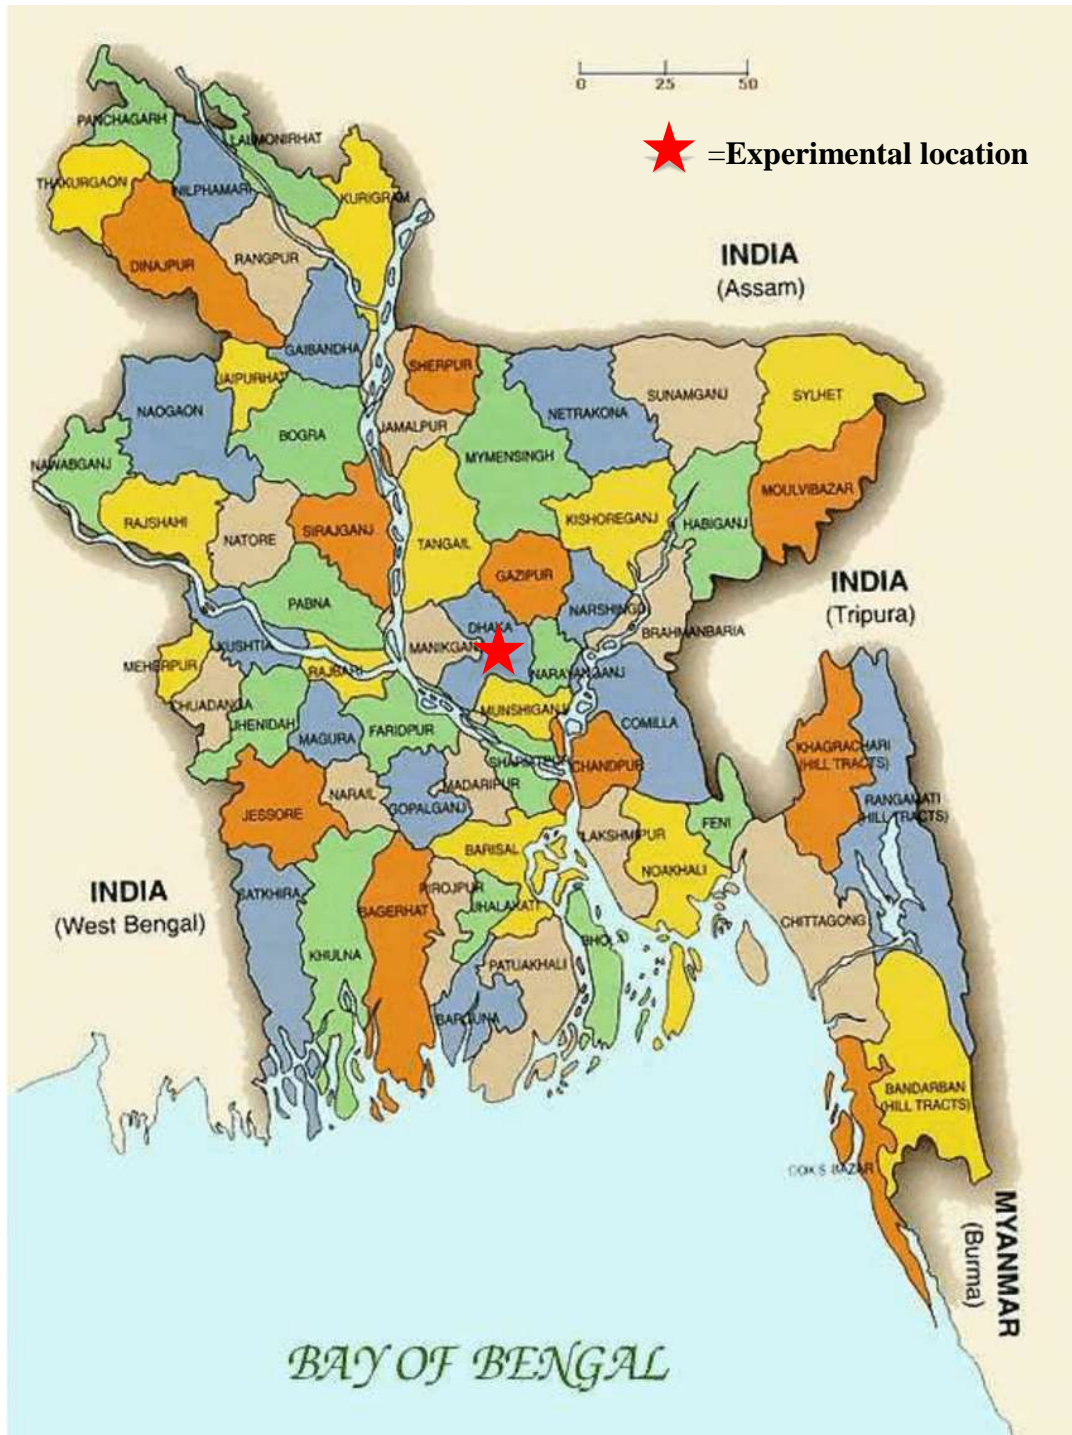 0 25 50
=Experimental location
PANCHAGARH
LALMONIRHAT
THAKURGAON
NILPHAMARI
KURIGRAM
DINAJPUR
RANGPUR
INDIA
(Assam)
GAIBANDHA
SHERPUR
JAIPURHAT
NAOGAON
BOGRA
JAMALPUR
NETRAKONA
SUNAMGANJ
SYLHET
NAWABGANJ
MYMENSINGH
MOULVIBAZAR
RAJSHAHI
NATORE
SIRAJGANJ
TANGAIL
KISHOREGANJ
HABIGANJ
GAZIPUR
INDIA
(Tripura)
PABNA
DHAKA
NARSHINGDI
BRAHMANBARIA
KUSHTIA
MANIKGANJ
MEHERPUR
RAJBARI
NARAYANGANJ
CHUADANGA
JHENIDAH
MAGURA
FARIDPUR
MUNSHIGANJ
COMILLA
SHARIATPUR
CHANDPUR
KHAGRACHARI
(HILL TRACTS)
NARAIL
MADARIPUR
GOPALGANJ
JESSORE
RANGAMATI
(HILL TRACTS)
FENI
LAKSHMIPUR
BARISAL
NOAKHALI
INDIA
(West Bengal)
SATKHIRA
PIROJPUR
JHALAKATI
BAGERHAT
CHITTAGONG
BHOLA
KHULNA
PATUAKHALI
BARGUNA
BANDARBAN
(HILL TRACTS)
COX'S BAZAR
MYANMAR
(Burma)
BAY OF BENGAL